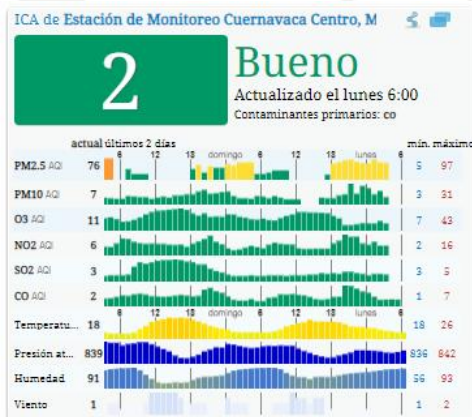 ICA de Estación de Monitoreo Cuernavaca Centro, M
2
Bueno
Actualizado el lunes 6:00
Contaminantes primarios: co
actual últimos 2 días mín. máximo
6 12 18 domingo 6 12 18 lunes 6
PM2.5 AQI 76 5 97
PM10 AQI 7 3 31
O3 AQI 11 7 43
NO2 AQI 6 2 16
SO2 AQI 3 3 5
CO AQI 2 1 7
6 12 18 domingo 6 12 18 lunes 6
Temperatu... 18 18 26
Presión at... 839 836 842
Humedad 91 56 93
Viento 1 1 2